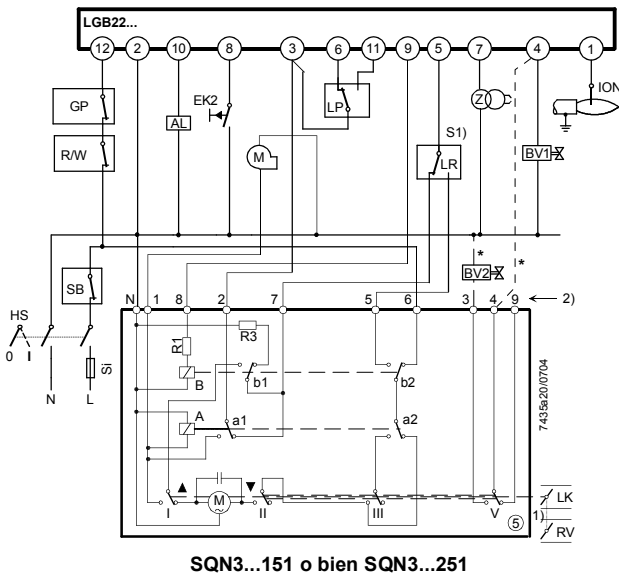 LGB22...
12 2 10 8 3 6 11 9 5 7 4 1
GP
R/W
AL
EK2
M
LP
S1)
LR
Z
ION
BV1
*
BV2
*
SB
HS
0 I
Si
N L
N 1 8 2 7 5 6 3 4 9 2)
R1
R3
B
b1
b2
A
a1
a2
M
I II III V
LK
1)
RV
5
7435a20/0704
SQN3...151 o bien SQN3...251